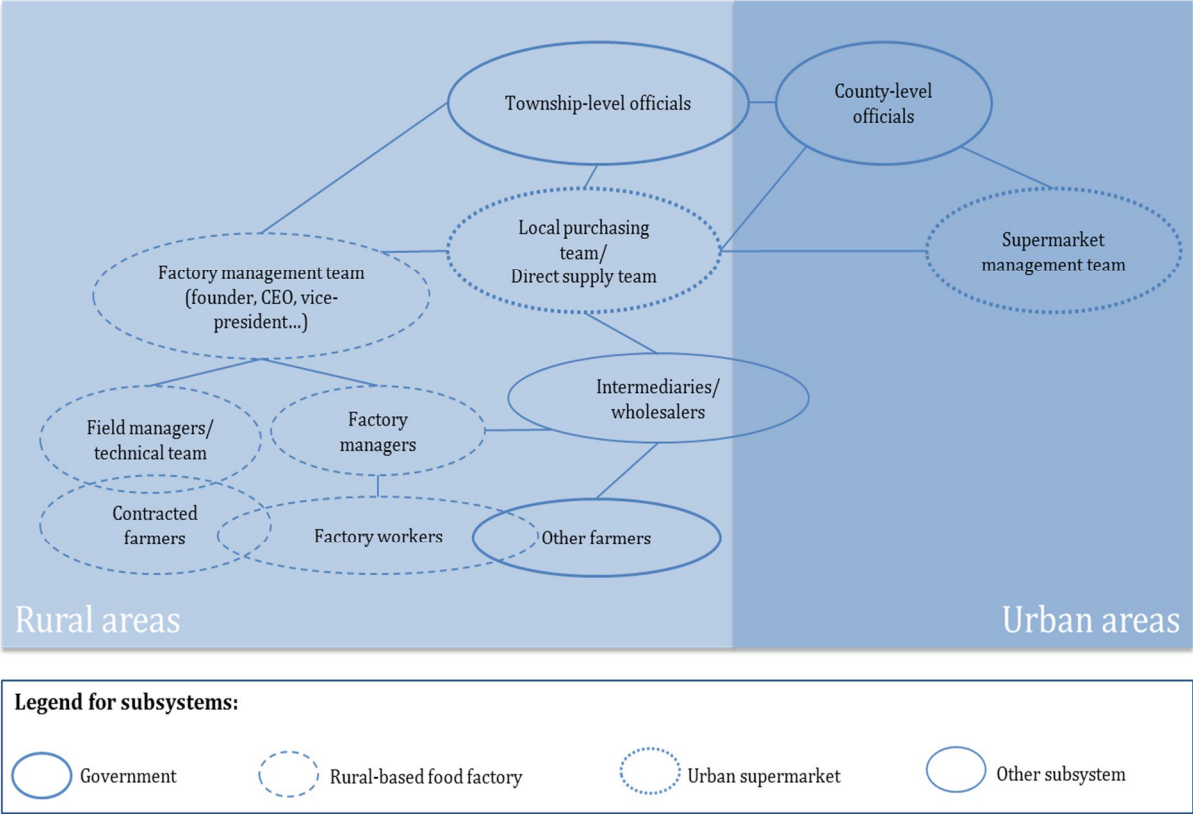 Township-level officials
County-level
officials
Local purchasing
team/
Direct supply team
Supermarket
management team
Factory management team
(founder, CEO, vice-
president...)
Intermediaries/
wholesalers
Field managers/
technical team
Factory
managers
Contracted
farmers
Factory workers
Other farmers
Rural areas
Urban areas
Legend for subsystems:
Government
Rural-based food factory
Urban supermarket
Other subsystem